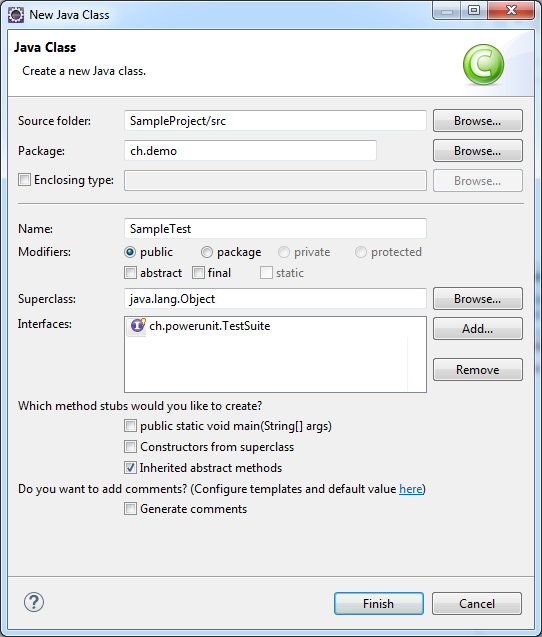 New Java Class
Java Class
Create a new Java class.
C
Source folder: SampleProject/src Browse...
Package: ch.demo Browse...
Enclosing type: Browse...
Name: SampleTest
Modifiers: public package private protected
abstract final static
Superclass: java.lang.Object Browse...
Interfaces: I ch.powerunit.TestSuite Add...
Remove
Which method stubs would you like to create?
public static void main(String[] args)
Constructors from superclass
Inherited abstract methods
Do you want to add comments? (Configure templates and default value here)
Generate comments
? Finish Cancel